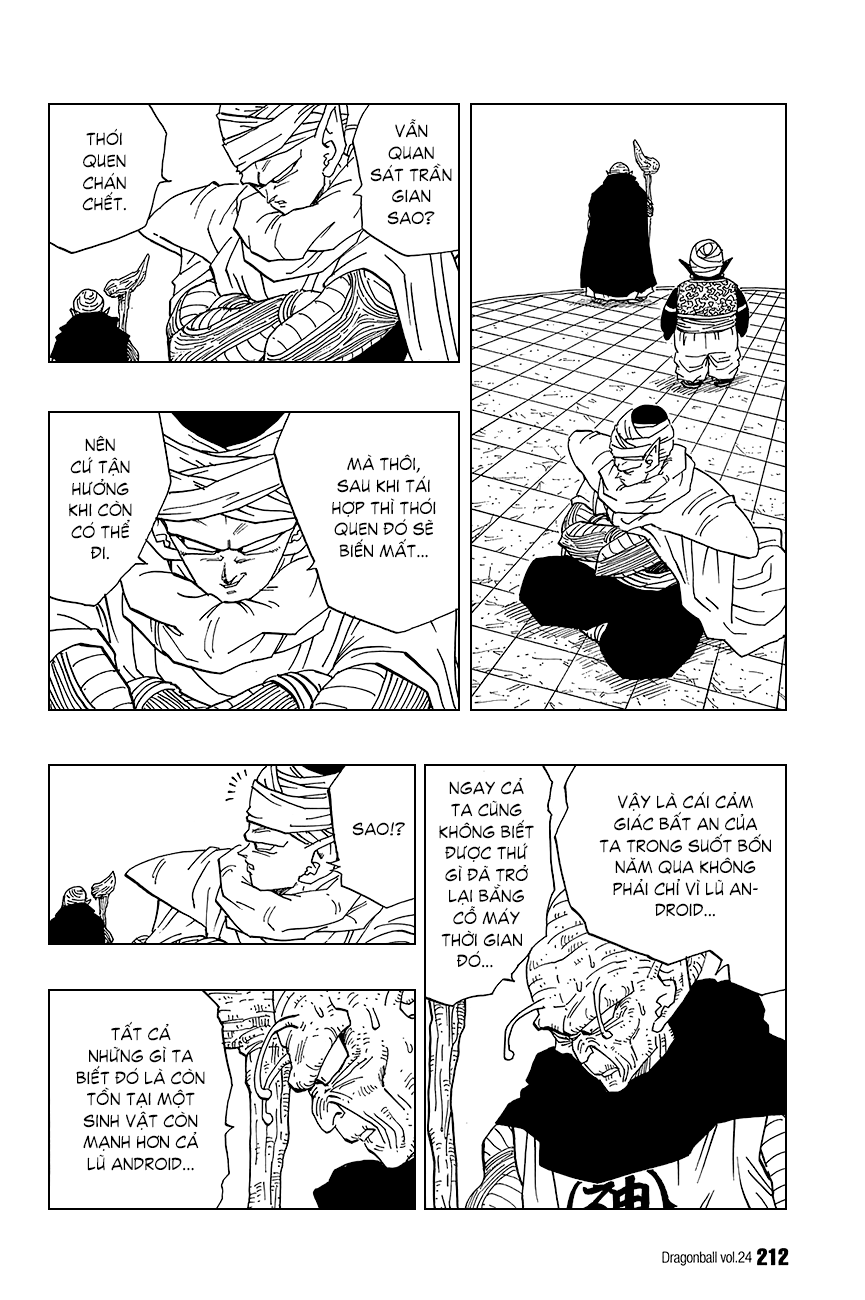 VẪN
QUAN
SÁT TRẦN
GIAN
SAO?
THÓI
QUEN
CHÁN
CHẾT.
MÀ THÔI,
SAU KHI TÁI
HỢP THÌ THÓI
QUEN ĐÓ SẼ
BIẾN MẤT...
NÊN
CỨ TẬN
HƯỞNG
KHI CÒN
CÓ THỂ
ĐI.
VẬY LÀ CÁI CẢM
GIÁC BẤT AN CỦA
TA TRONG SUỐT BỐN
NĂM QUA KHÔNG
PHẢI CHỈ VÌ LŨ AN-
DROID...
NGAY CẢ
TA CŨNG
KHÔNG BIẾT
ĐƯỢC THỨ
GÌ ĐÃ TRỞ
LẠI BẰNG
CỖ MÁY
THỜI GIAN
ĐÓ...
神
SAO!?
TẤT CẢ
NHỮNG GÌ TA
BIẾT ĐÓ LÀ CÒN
TỒN TẠI MỘT
SINH VẬT CÒN
MẠNH HƠN CẢ
LŨ ANDROID...
Dragonball vol.24 212